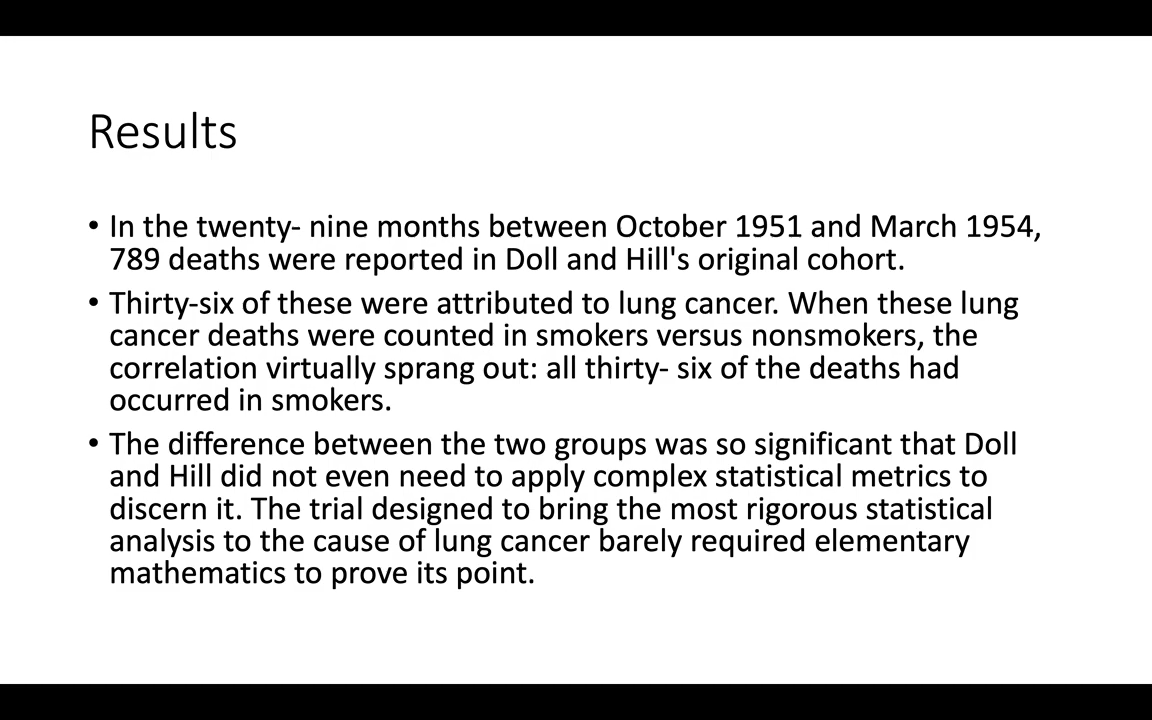 Results
• In the twenty- nine months between October 1951 and March 1954,
789 deaths were reported in Doll and Hill's original cohort.
• Thirty-six of these were attributed to lung cancer. When these lung
cancer deaths were counted in smokers versus nonsmokers, the
correlation virtually sprang out: all thirty- six of the deaths had
occurred in smokers.
• The difference between the two groups was so significant that Doll
and Hill did not even need to apply complex statistical metrics to
discern it. The trial designed to bring the most rigorous statistical
analysis to the cause of lung cancer barely required elementary
mathematics to prove its point.